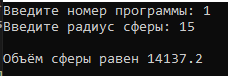 Введите номер программы: 1
Введите радиус сферы: 15
Объём сферы равен 14137.2